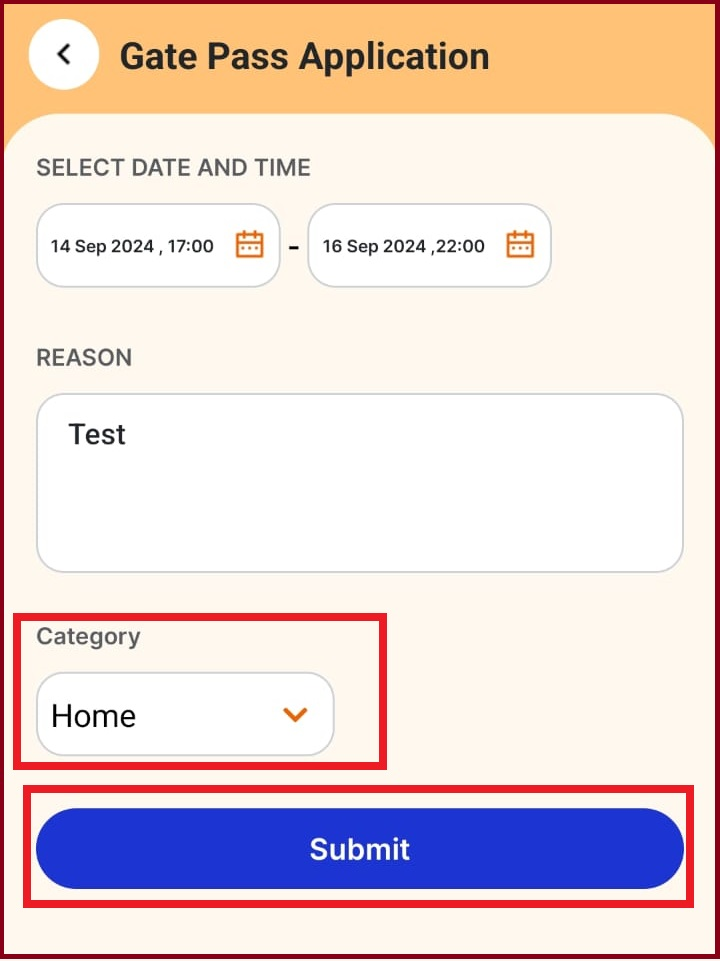 Gate Pass Application
SELECT DATE AND TIME
14 Sep 2024 , 17:00 - 16 Sep 2024 ,22:00
REASON
Test
Category
Home
Submit